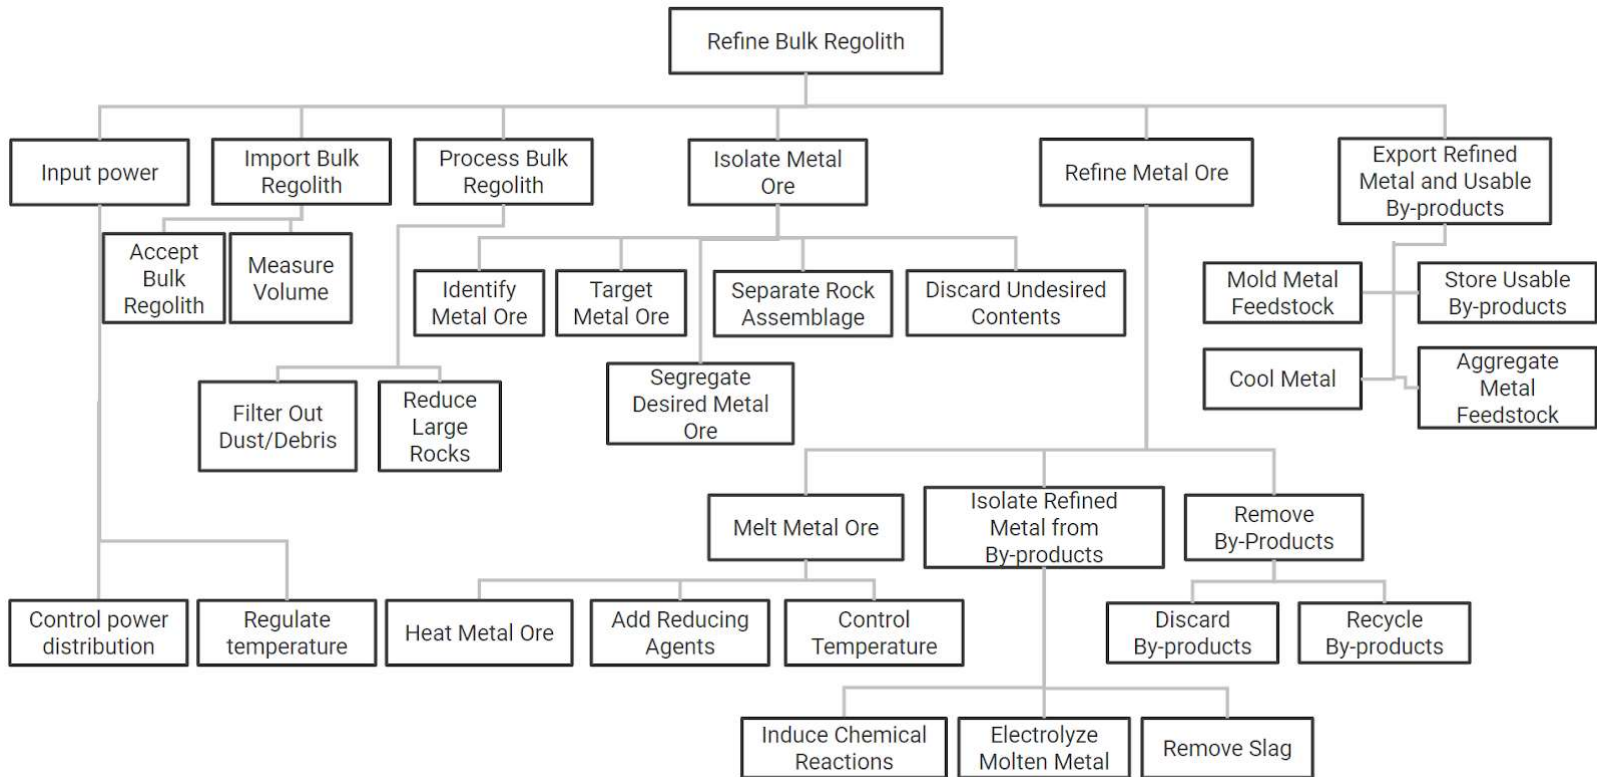 Refine Bulk Regolith
Input power
Import Bulk
Regolith
Process Bulk
Regolith
Isolate Metal
Ore
Refine Metal Ore
Export Refined
Metal and Usable
By-products
Accept
Bulk
Regolith
Measure
Volume
Identify
Metal Ore
Target
Metal Ore
Separate Rock
Assemblage
Discard Undesired
Contents
Mold Metal
Feedstock
Store Usable
By-products
Filter Out
Dust/Debris
Reduce
Large
Rocks
Segregate
Desired Metal
Ore
Cool Metal
Aggregate
Metal
Feedstock
Melt Metal Ore
Isolate Refined
Metal from
By-products
Remove
By-Products
Control power
distribution
Regulate
temperature
Heat Metal Ore
Add Reducing
Agents
Control
Temperature
Discard
By-products
Recycle
By-products
Induce Chemical
Reactions
Electrolyze
Molten Metal
Remove Slag